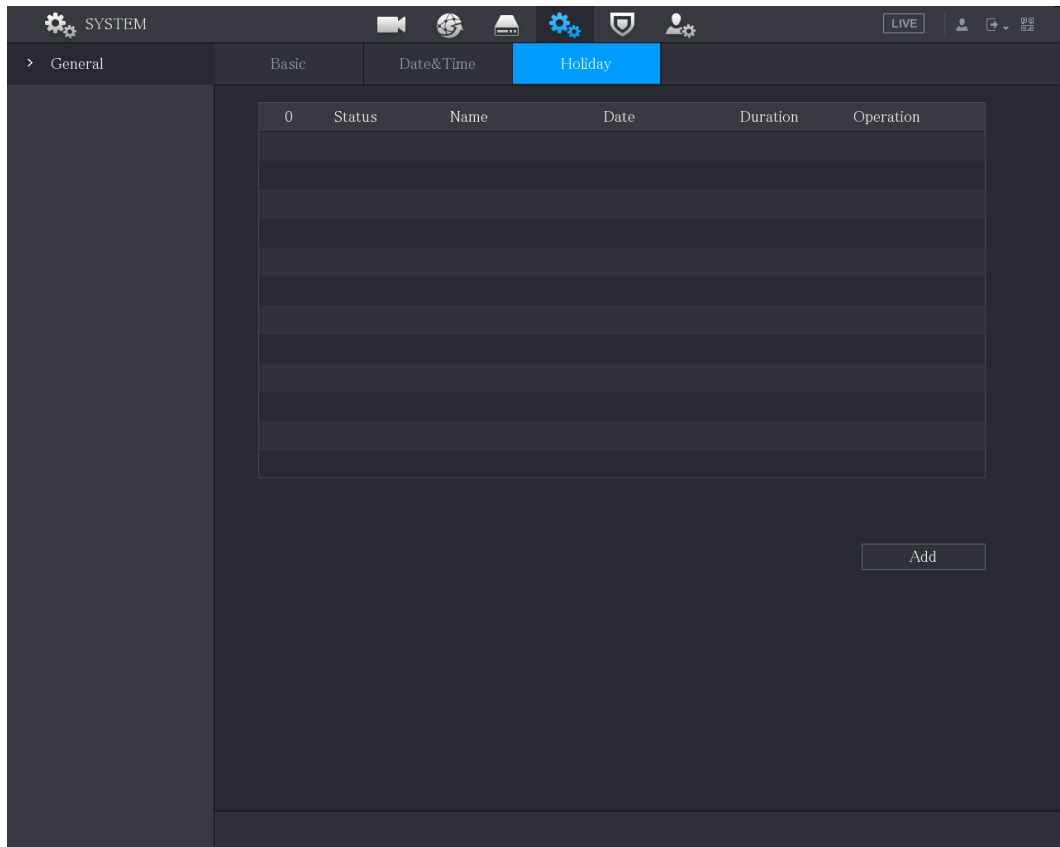 SYSTEM LIVE
General Basic Date&Time Holiday
0 Status Name Date Duration Operation
Add